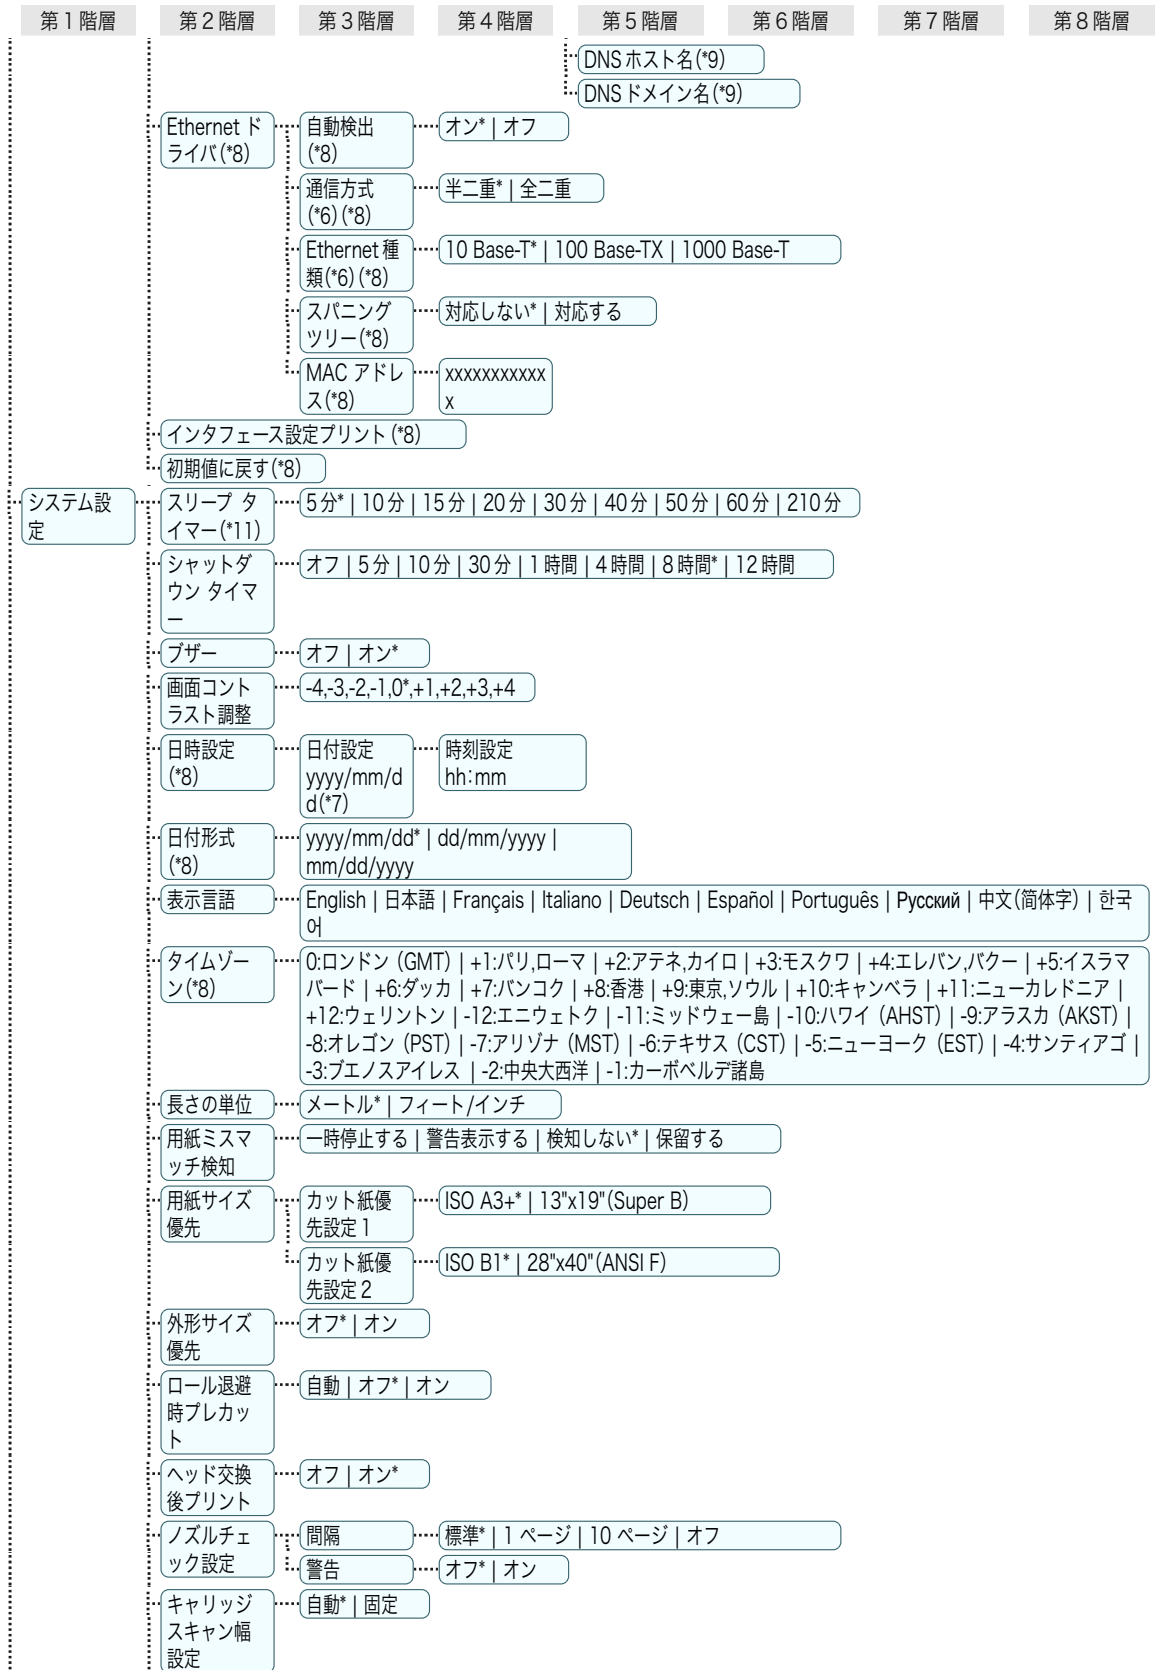 第1階層 第2階層 第3階層 第4階層 第5階層 第6階層 第7階層 第8階層
DNSホスト名(*9)
DNSドメイン名(*9)
Ethernet ド
ライバ(*8)
自動検出
(*8)
オン* | オフ
通信方式
(*6)(*8)
半二重* | 全二重
Ethernet種
類(*6)(*8)
10 Base-T* | 100 Base-TX | 1000 Base-T
スパニング
ツリー(*8)
対応しない* | 対応する
MAC アドレ
ス(*8)
xxxxxxxxxxx
x
インタフェース設定プリント(*8)
初期値に戻す(*8)
システム設
定
スリープ タ
イマー(*11)
5分* | 10分 | 15分 | 20分 | 30分 | 40分 | 50分 | 60分 | 210分
シャットダ
ウン タイマ
ー
オフ | 5分 | 10分 | 30分 | 1時間 | 4時間 | 8時間* | 12時間
ブザー
オフ | オン*
画面コント
ラスト調整
-4,-3,-2,-1,0*,+1,+2,+3,+4
日時設定
(*8)
日付設定
yyyy/mm/d
d(*7)
時刻設定
hh:mm
日付形式
(*8)
yyyy/mm/dd* | dd/mm/yyyy |
mm/dd/yyyy
表示言語
English | 日本語 | Français | Italiano | Deutsch | Español | Português | Русский | 中文(简体字) | 한국
어
タイムゾー
ン(*8)
0:ロンドン (GMT) | +1:パリ,ローマ | +2:アテネ,カイロ | +3:モスクワ | +4:エレバン,バクー | +5:イスラマ
バード | +6:ダッカ | +7:バンコク | +8:香港 | +9:東京,ソウル | +10:キャンベラ | +11:ニューカレドニア |
+12:ウェリントン | -12:エニウェトク | -11:ミッドウェー島 | -10:ハワイ (AHST) | -9:アラスカ (AKST) |
-8:オレゴン (PST) | -7:アリゾナ (MST) | -6:テキサス (CST) | -5:ニューヨーク (EST) | -4:サンティアゴ |
-3:ブエノスアイレス | -2:中央大西洋 | -1:カーボベルデ諸島
長さの単位
メートル* | フィート/インチ
用紙ミスマ
ッチ検知
一時停止する | 警告表示する | 検知しない* | 保留する
用紙サイズ
優先
カット紙優
先設定1
ISO A3+* | 13"x19"(Super B)
カット紙優
先設定2
ISO B1* | 28"x40"(ANSI F)
外形サイズ
優先
オフ* | オン
ロール退避
時プレカッ
ト
自動 | オフ* | オン
ヘッド交換
後プリント
オフ | オン*
ノズルチェ
ック設定
間隔
標準* | 1 ページ | 10 ページ | オフ
警告
オフ* | オン
キャリッジ
スキャン幅
設定
自動* | 固定